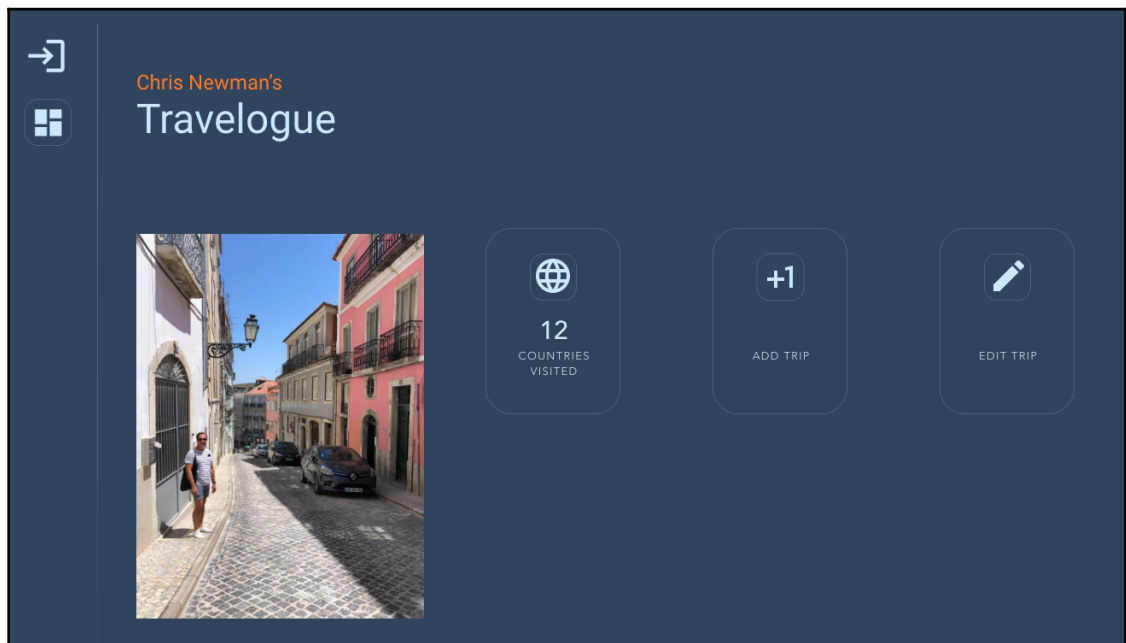 Chris Newman’s
Travelogue
12
COUNTRIES
VISITED
+1
ADD TRIP
EDIT TRIP